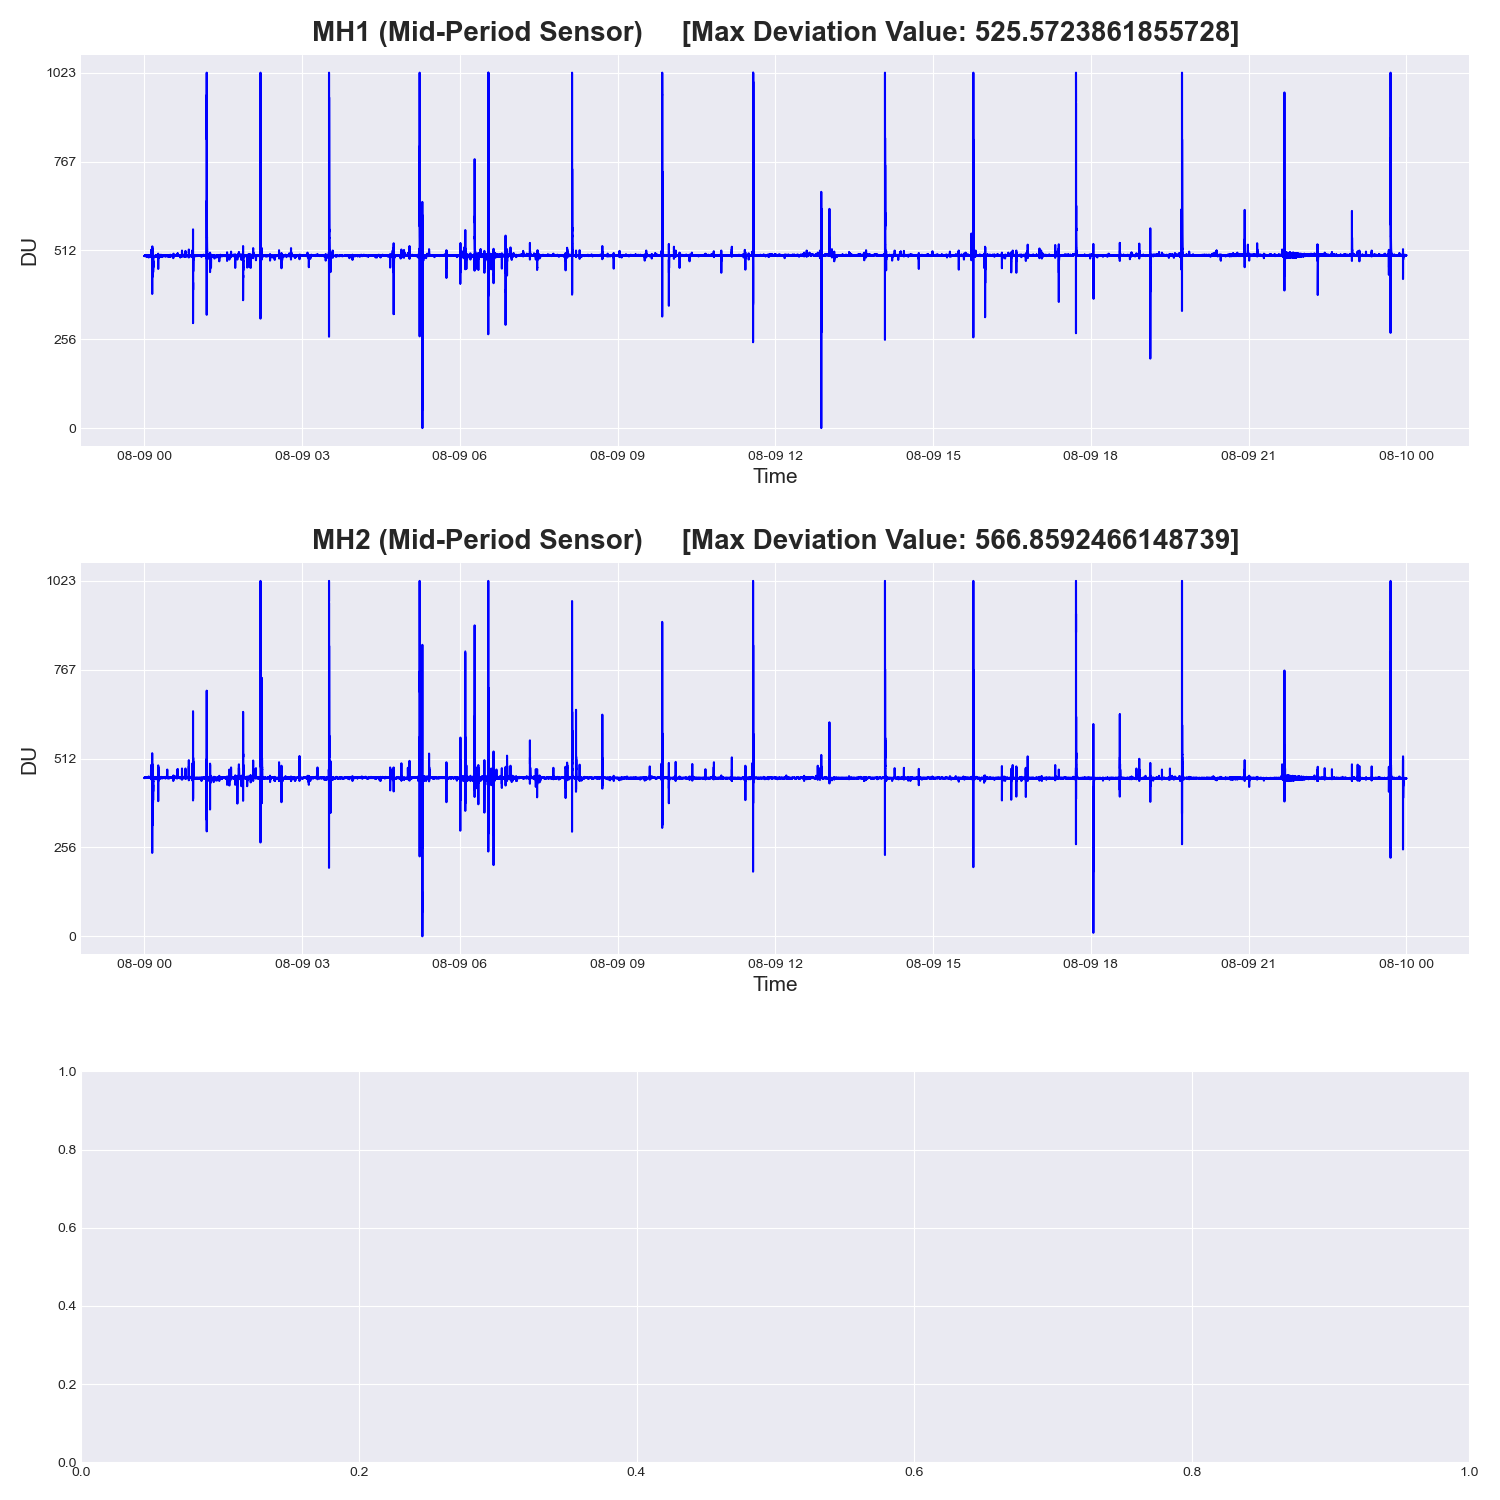 MH1 (Mid-Period Sensor) [Max Deviation Value: 525.5723861855728]
1023
767
512
256
0
DU
08-09 00 08-09 03 08-09 06 08-09 09 08-09 12 08-09 15 08-09 18 08-09 21 08-10 00
Time
MH2 (Mid-Period Sensor) [Max Deviation Value: 566.8592466148739]
1023
767
512
256
0
DU
08-09 00 08-09 03 08-09 06 08-09 09 08-09 12 08-09 15 08-09 18 08-09 21 08-10 00
Time
1.0
0.8
0.6
0.4
0.2
0.0
0.0 0.2 0.4 0.6 0.8 1.0